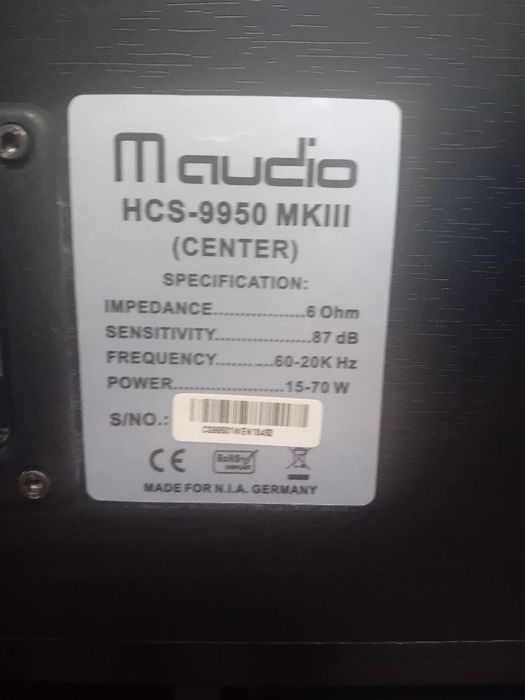 m audio
HCS-9950 MKIII
(CENTER)
SPECIFICATION:
IMPEDANCE................6 Ohm
SENSITIVITY.................87 dB
FREQUENCY...........60-20K Hz
POWER...................15-70 W
S/NO.:
CE RoHS
MADE FOR N.I.A. GERMANY